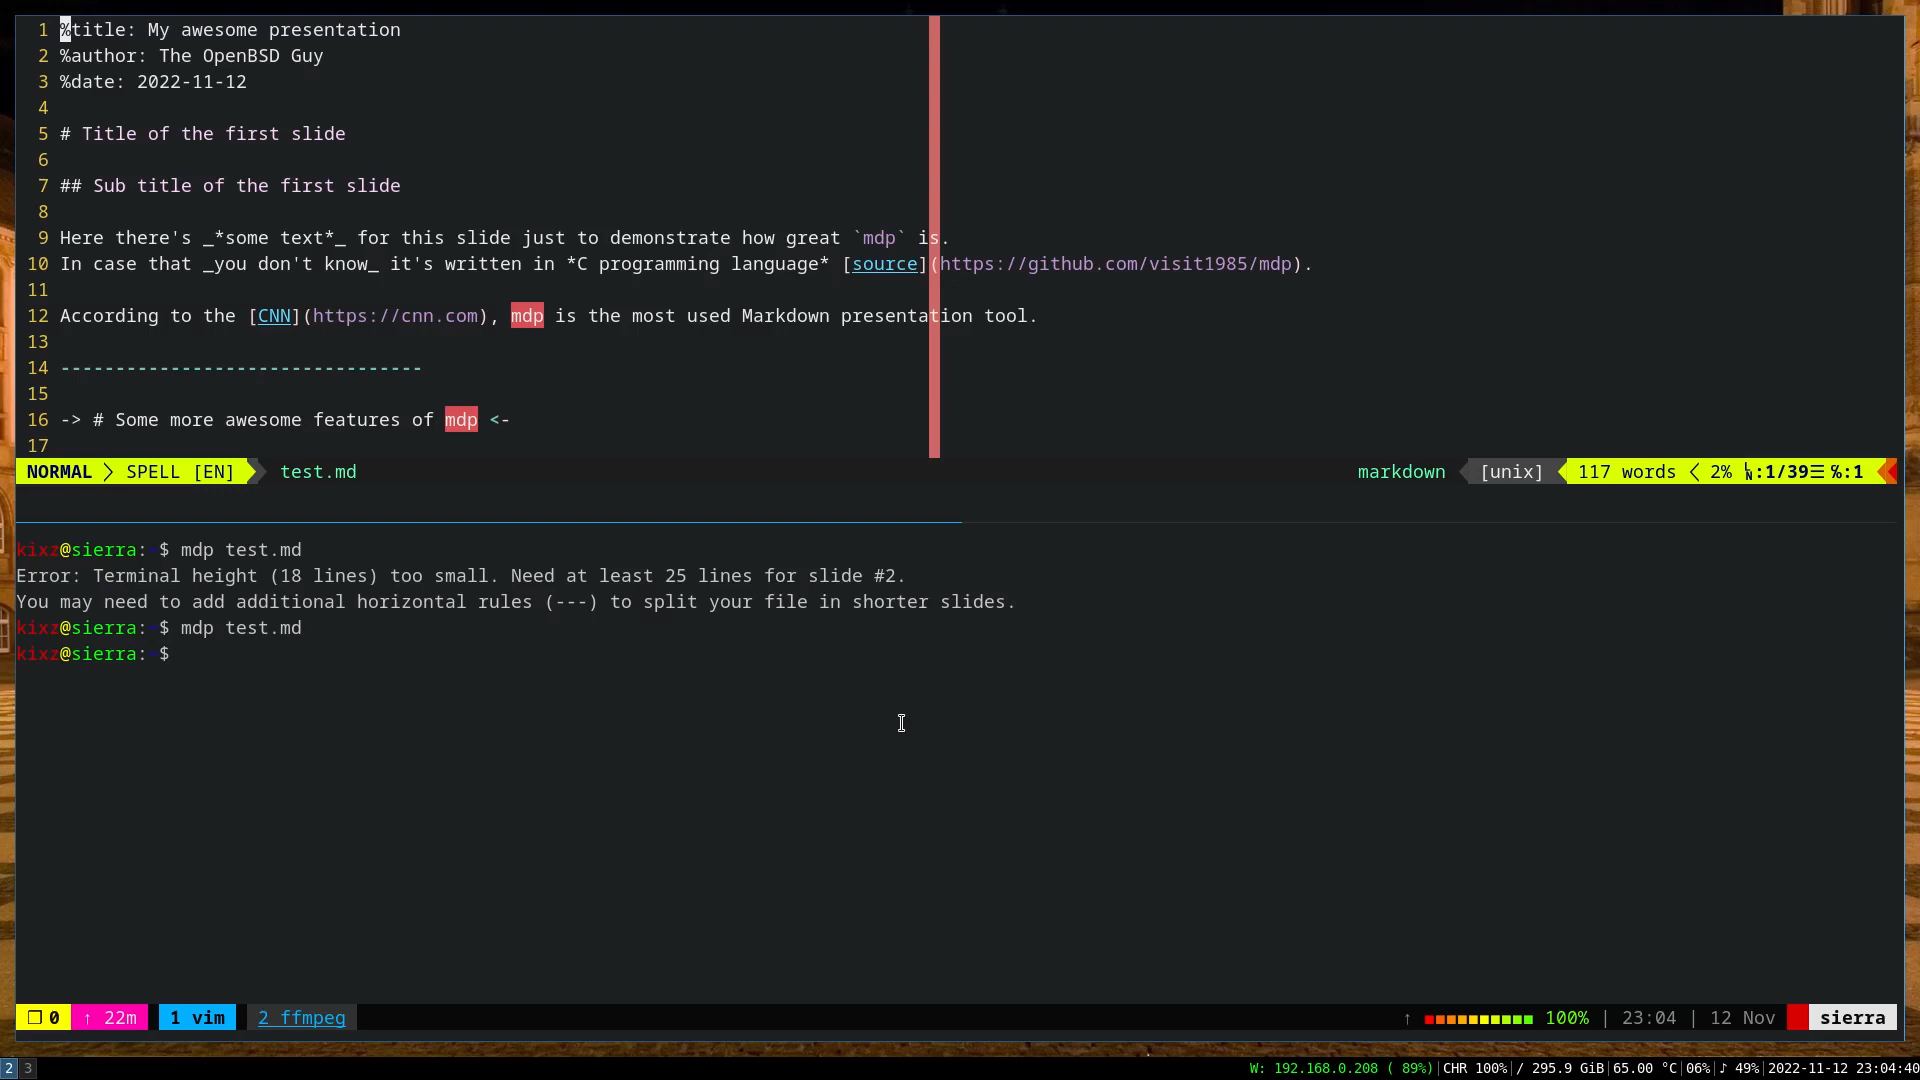 1 %title: My awesome presentation
2 %author: The OpenBSD Guy
3 %date: 2022-11-12
4
5 # Title of the first slide
6
7 ## Sub title of the first slide
8
9 Here there's _*some text*_ for this slide just to demonstrate how great `mdp` is.
10 In case that _you don't know_ it's written in *C programming language* [source](https://github.com/visit1985/mdp).
11
12 According to the [CNN](https://cnn.com), mdp is the most used Markdown presentation tool.
13
14 ---------------------------------
15
16 -> # Some more awesome features of mdp <-
17
NORMAL SPELL [EN] test.md markdown [unix] 117 words 2% :1/39☰ ℅:1
kixz@sierra:~$ mdp test.md
Error: Terminal height (18 lines) too small. Need at least 25 lines for slide #2.
You may need to add additional horizontal rules (---) to split your file in shorter slides.
kixz@sierra:~$ mdp test.md
kixz@sierra:~$
❐ 0 ↑ 22m 1 vim 2 ffmpeg ↑ 100% | 23:04 | 12 Nov sierra
2 3 W: 192.168.0.208 ( 89%)|CHR 100%|/ 295.9 GiB|65.00 °C|06%|♪ 49%|2022-11-12 23:04:40